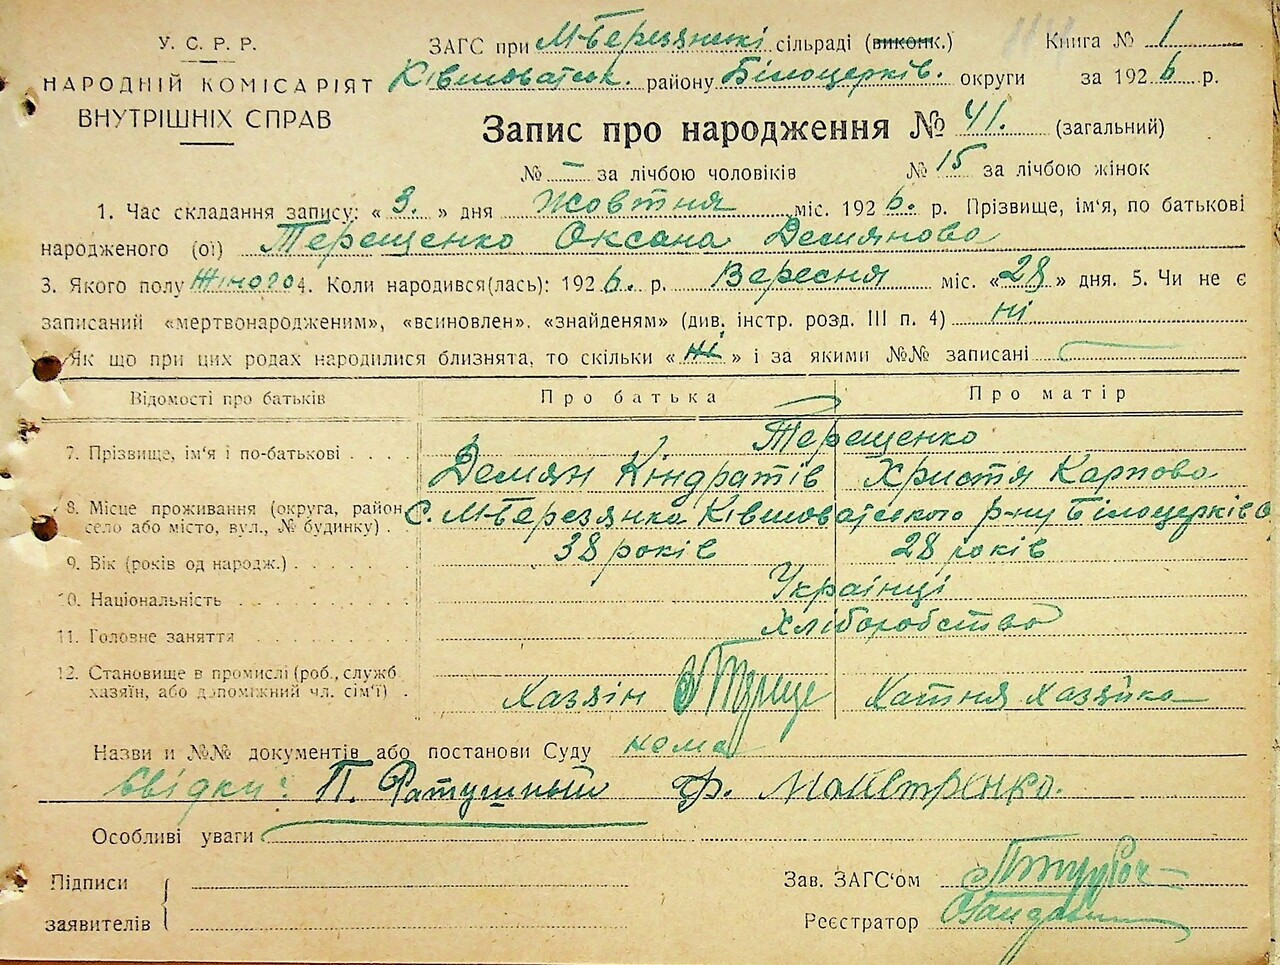 У. С. Р. Р.
НАРОДНІЙ КОМІСАРІЯТ
ВНУТРІШНІХ СПРАВ
ЗАГС при М-Березянскі сільраді (виконк.) Книга № 1
Ківшоватськ. району Білоцерків. округи за 1926 р.
Запис про народження № 41. (загальний)
№ – за лічбою чоловіків № 15 за лічбою жінок
1. Час складання запису: « 3. » дня Жовтня міс. 1926. р. Прізвище, ім'я, по батькові
народженого (ої) Терещенко Оксана Демянова
3. Якого полу Жіного 4. Коли народився(лась): 1926. р. Вересня міс. «28» дня. 5. Чи не є
записаний «мертвонародженим», «всиновлен». «знайденям» (див. інстр. розд. III п. 4) ні
Як що при цих родах народилися близнята, то скільки « ні » і за якими №№ записані
Відомості про батьків Про батька Про матір
7. Прізвище, ім'я і по-батькові Терещенко
Демян Кіндратів Христя Карпова
8. Місце проживання (округа, район, село або місто, вул., № будинку) С. М-Березянка Ківшоватського р-ну Білоцерків
9. Вік (років од народж.) 38 років 28 років
10. Національність Українці
11. Головне заняття Хліборобство
12. Становище в промислі (роб., служб. хазяїн, або допоміжний чл. сім'ї) Хазяін Хатня хазяйка
Назви и №№ документів або постанови Суду нема
Свідки: П. Ратушный Ф. Майстренко.
Особливі уваги
Підписи
заявителів
Зав. ЗАГС'ом
Реєстратор